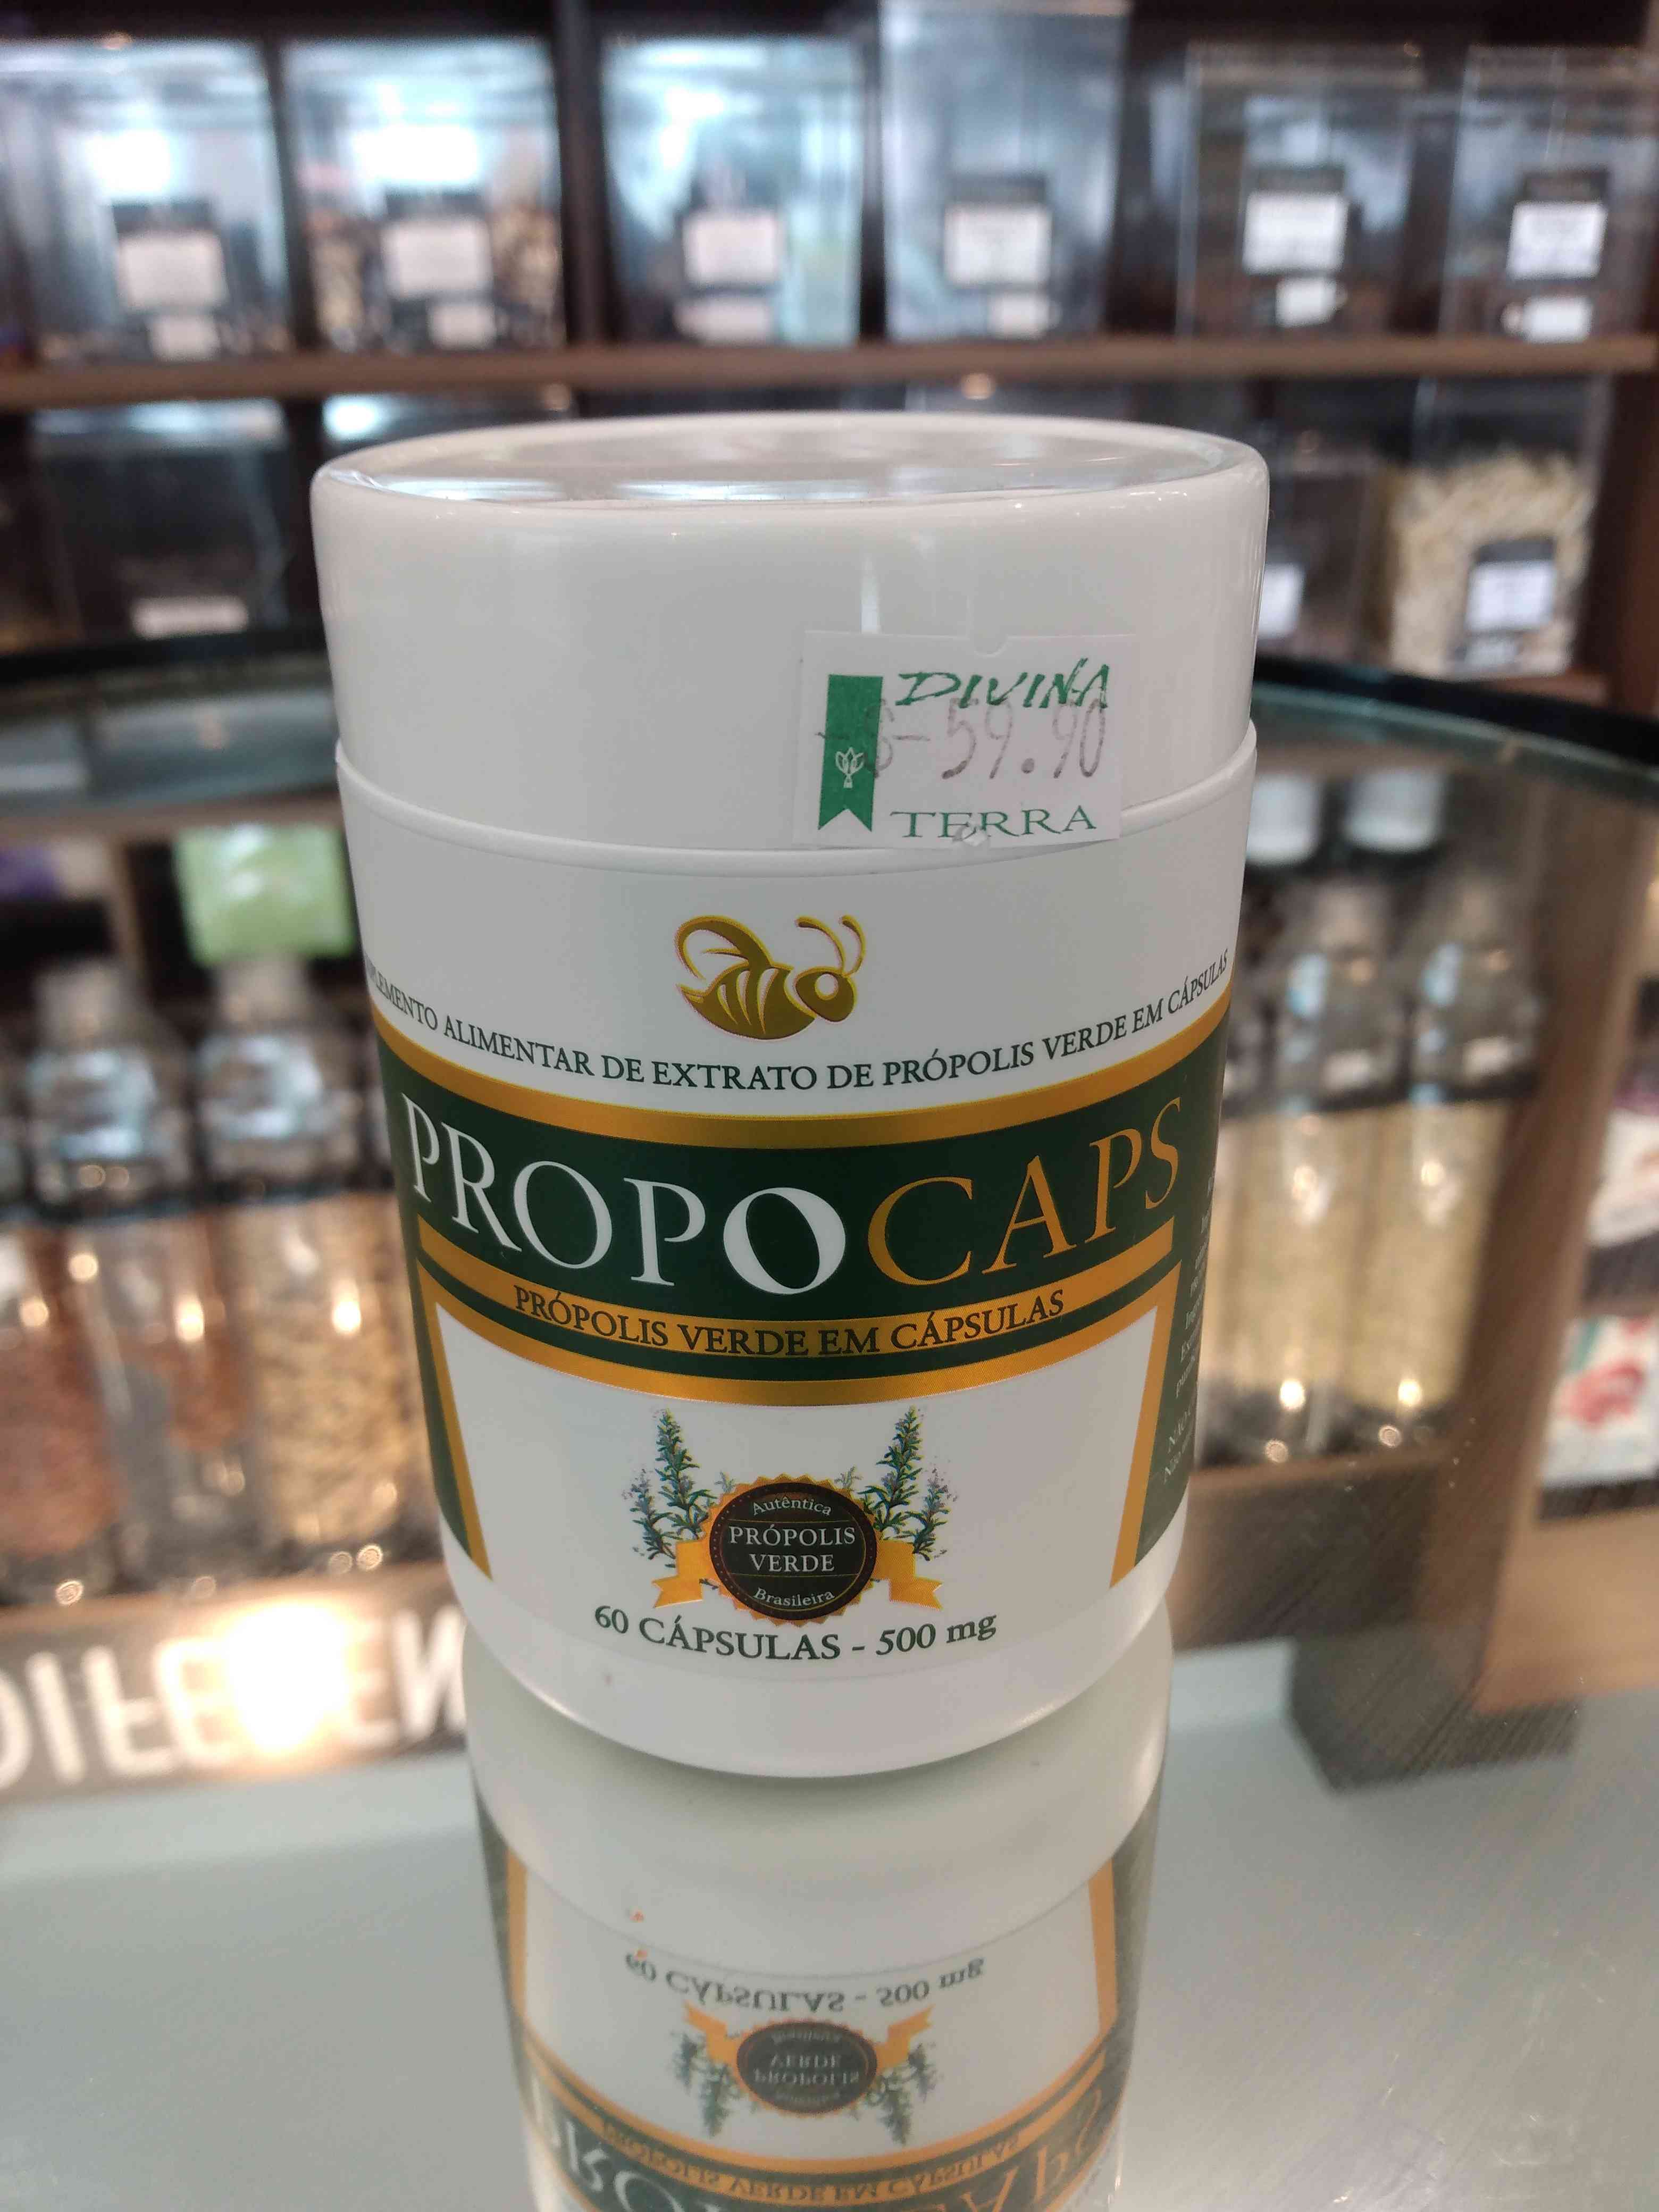 DIVINA
$-59.90
TERRA
ALIMENTAR DE EXTRATO DE PRÓPOLIS VERDE EM CÁPSULAS
PROPOCAPS
PRÓPOLIS VERDE EM CÁPSULAS
Autêntica
PRÓPOLIS
VERDE
Brasileira
60 CÁPSULAS - 500 mg